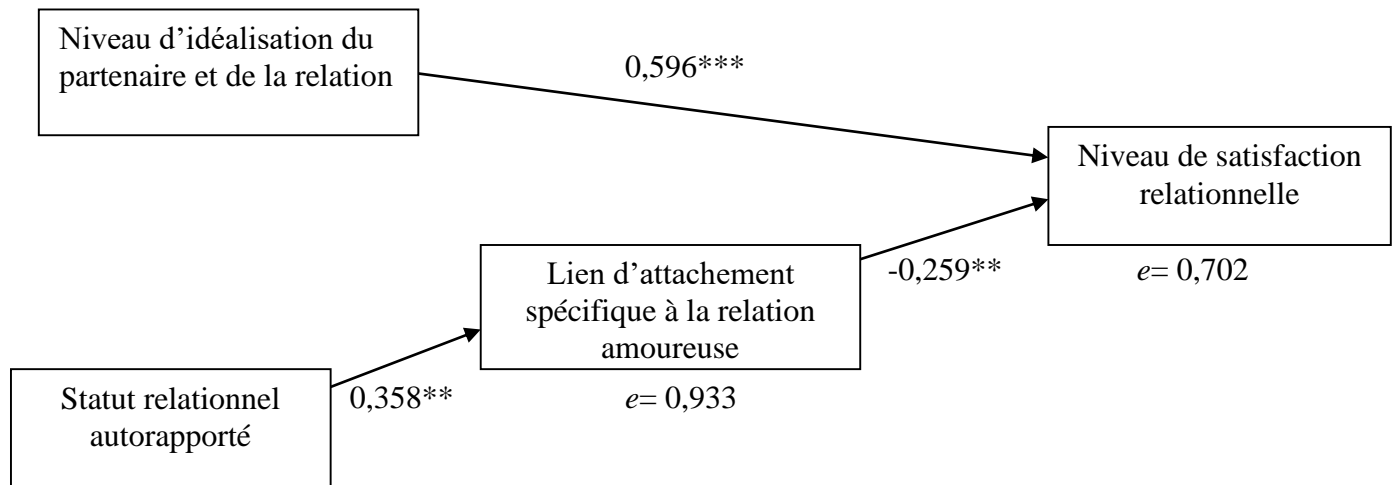 Niveau d’idéalisation du
partenaire et de la relation
0,596***
Niveau de satisfaction
relationnelle
e= 0,702
Lien d’attachement
spécifique à la relation
amoureuse
-0,259**
e= 0,933
Statut relationnel
autorapporté
0,358**